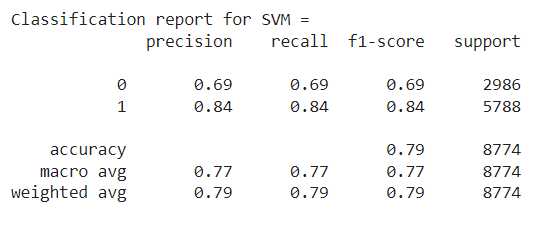 Classification report for SVM =
precision recall f1-score support
0 0.69 0.69 0.69 2986
1 0.84 0.84 0.84 5788
accuracy 0.79 8774
macro avg 0.77 0.77 0.77 8774
weighted avg 0.79 0.79 0.79 8774